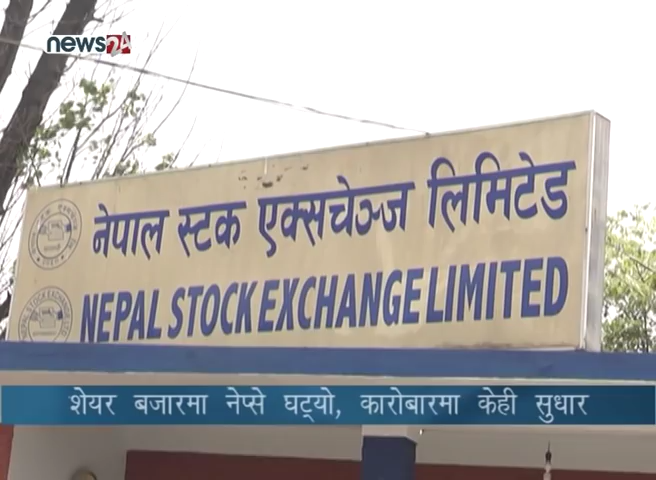 news24
नेपाल स्टक एक्सचेञ्ज लिमिटेड
NEPAL STOCK EXCHANGE LIMITED
शेयर बजारमा नेप्से घट्यो, कारोबारमा केही सुधार